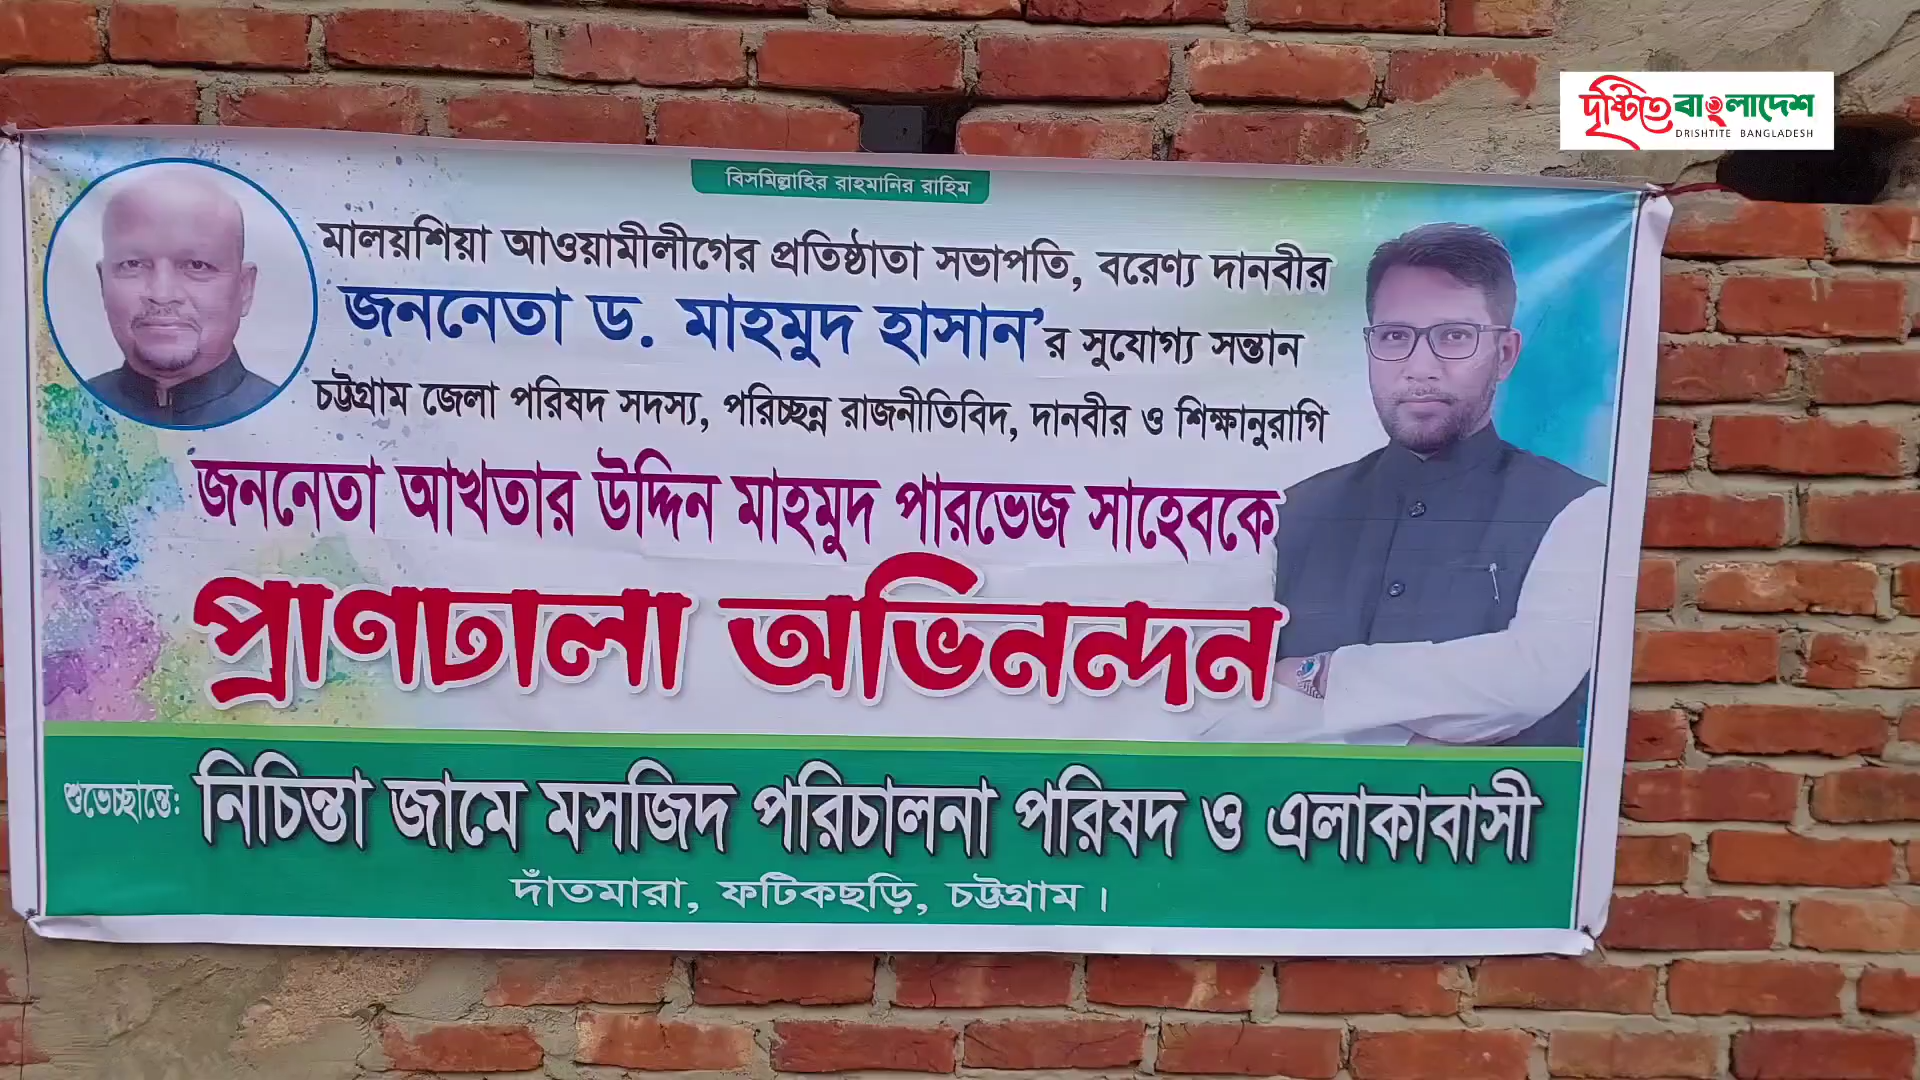 দৃষ্টিতে বাংলাদেশ
DRISHTITE BANGLADESH
বিসমিল্লাহির রাহমানির রাহিম
মালয়শিয়া আওয়ামীলীগের প্রতিষ্ঠাতা সভাপতি, বরেণ্য দানবীর
জননেতা ড. মাহমুদ হাসান’র সুযোগ্য সন্তান
চট্টগ্রাম জেলা পরিষদ সদস্য, পরিচ্ছন্ন রাজনীতিবিদ, দানবীর ও শিক্ষানুরাগি
জননেতা আখতার উদ্দিন মাহমুদ পারভেজ সাহেবকে
প্রাণঢালা অভিনন্দন
শুভেচ্ছান্তে: নিচিন্তা জামে মসজিদ পরিচালনা পরিষদ ও এলাকাবাসী
দাঁতমারা, ফটিকছড়ি, চট্টগ্রাম।